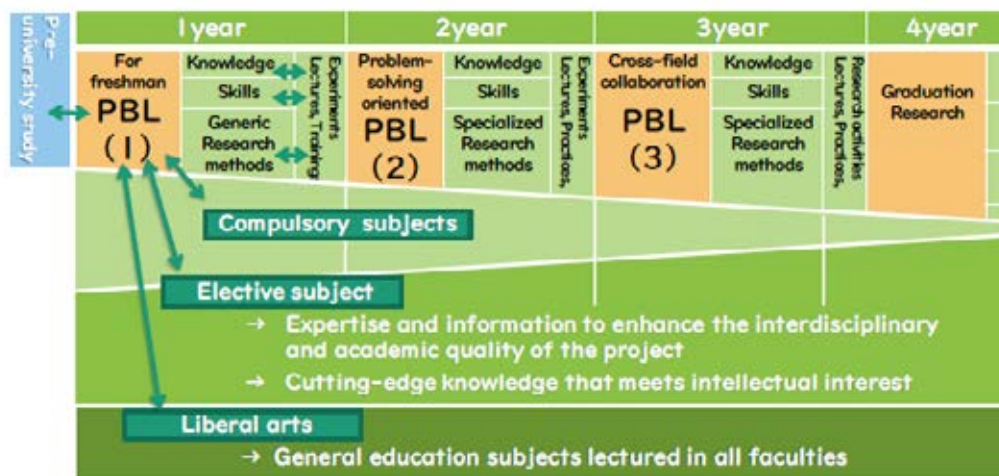 Pre-
university study
1year
2year
3year
4year
For
freshman
PBL
(1)
Knowledge
Skills
Generic
Research
methods
Experiments
Lectures, Training
Problem-
solving
oriented
PBL
(2)
Knowledge
Skills
Specialized
Research
methods
Experiments
Lectures, Practices,
Cross-field
collaboration
PBL
(3)
Knowledge
Skills
Specialized
Research
methods
Research activities
Lectures, Practices,
Graduation
Research
Compulsory subjects
Elective subject
→ Expertise and information to enhance the interdisciplinary
and academic quality of the project
→ Cutting-edge knowledge that meets intellectual interest
Liberal arts
→ General education subjects lectured in all faculties